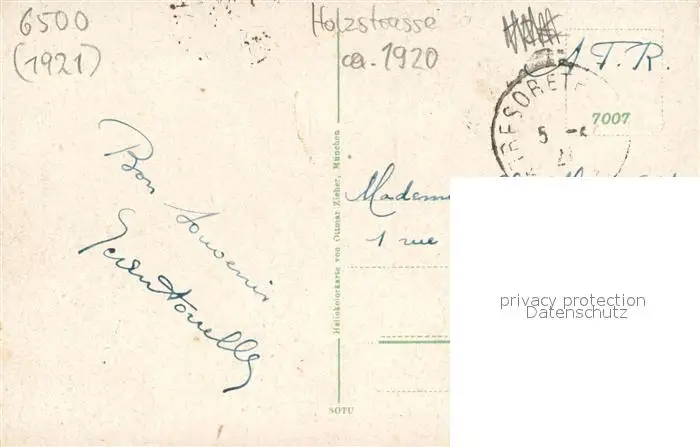 6500
(1921)
Holzstrasse
ca. 1920
A.F.R.
TRESOR ET
5
7007
Bon Souvenir
Madem
1 rue
Heliokolorkarte von Ottmar Zieher, München
SOTU
privacy protection
Datenschutz